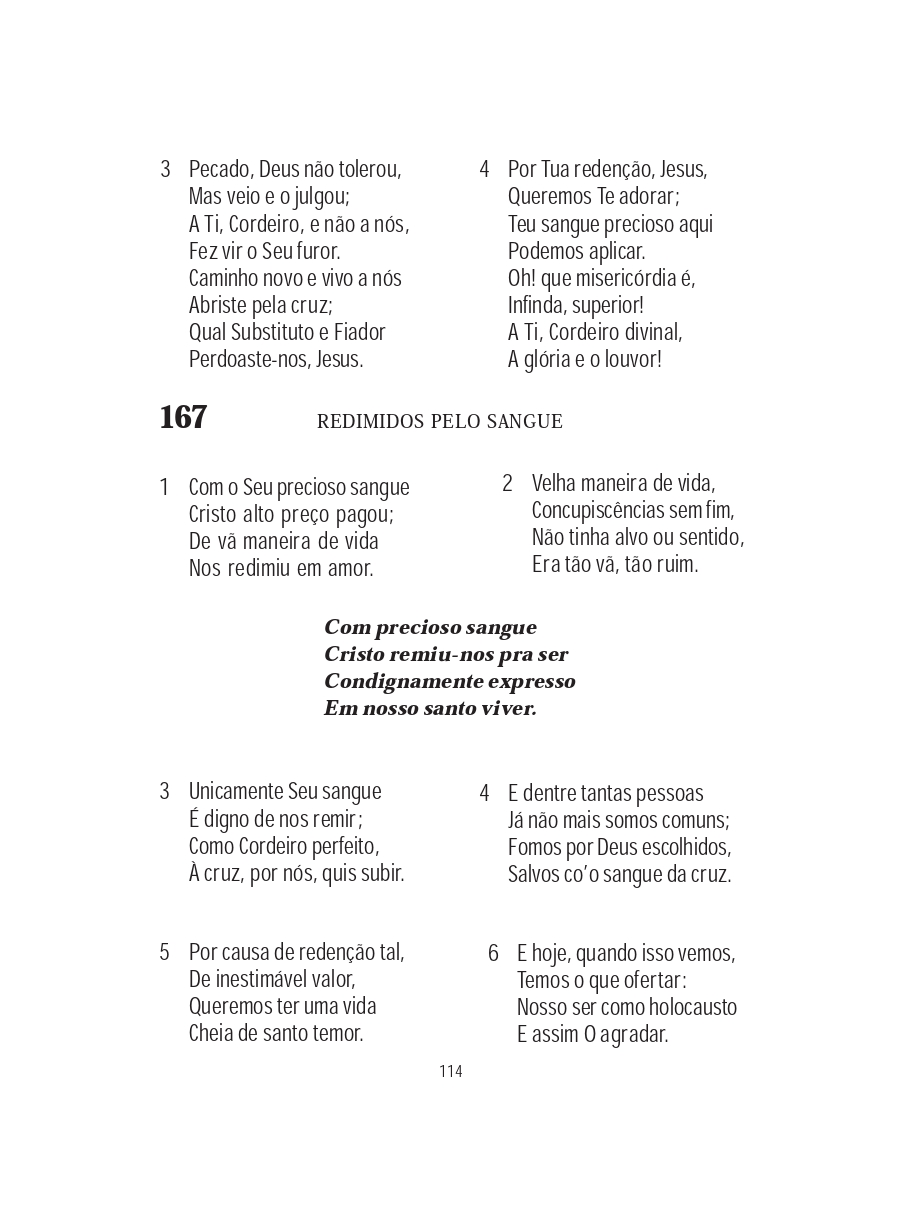 3 Pecado, Deus não tolerou,
Mas veio e o julgou;
A Ti, Cordeiro, e não a nós,
Fez vir o Seu furor.
Caminho novo e vivo a nós
Abriste pela cruz;
Qual Substituto e Fiador
Perdoaste-nos, Jesus.
4 Por Tua redenção, Jesus,
Queremos Te adorar;
Teu sangue precioso aqui
Podemos aplicar.
Oh! que misericórdia é,
Infinda, superior!
A Ti, Cordeiro divinal,
A glória e o louvor!
167 REDIMIDOS PELO SANGUE
1 Com o Seu precioso sangue
Cristo alto preço pagou;
De vã maneira de vida
Nos redimiu em amor.
2 Velha maneira de vida,
Concupiscências sem fim,
Não tinha alvo ou sentido,
Era tão vã, tão ruim.
Com precioso sangue
Cristo remiu-nos pra ser
Condignamente expresso
Em nosso santo viver.
3 Unicamente Seu sangue
É digno de nos remir;
Como Cordeiro perfeito,
À cruz, por nós, quis subir.
4 E dentre tantas pessoas
Já não mais somos comuns;
Fomos por Deus escolhidos,
Salvos co’o sangue da cruz.
5 Por causa de redenção tal,
De inestimável valor,
Queremos ter uma vida
Cheia de santo temor.
6 E hoje, quando isso vemos,
Temos o que ofertar:
Nosso ser como holocausto
E assim O agradar.
114